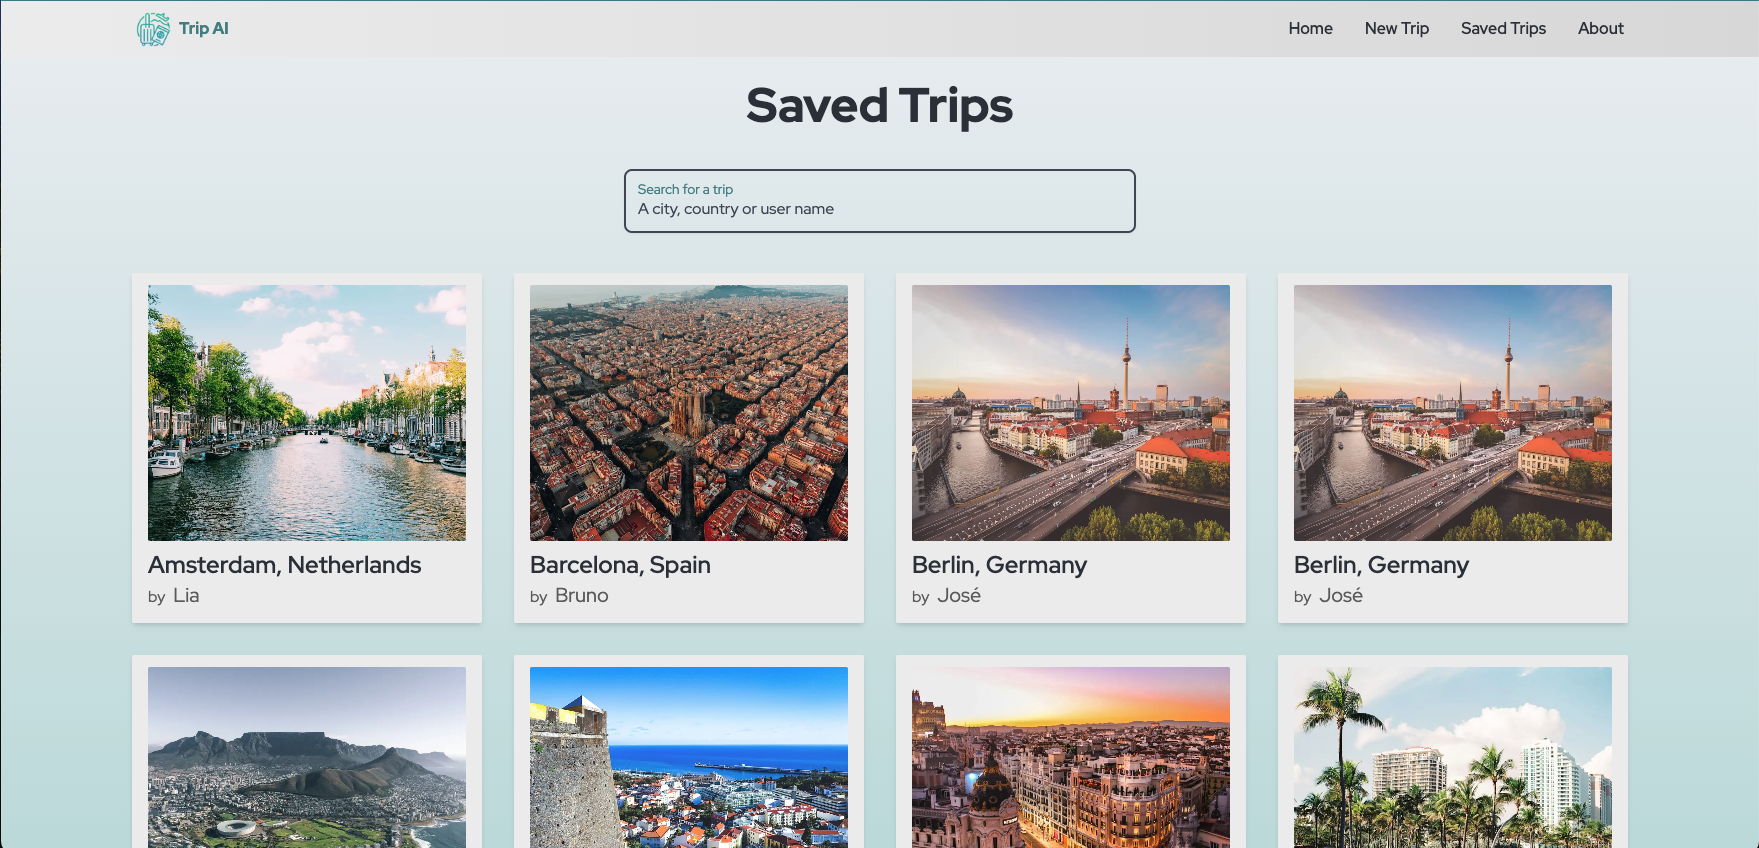 Trip AI
Home
New Trip
Saved Trips
About
Saved Trips
Search for a trip
A city, country or user name
Amsterdam, Netherlands
by Lia
Barcelona, Spain
by Bruno
Berlin, Germany
by José
Berlin, Germany
by José